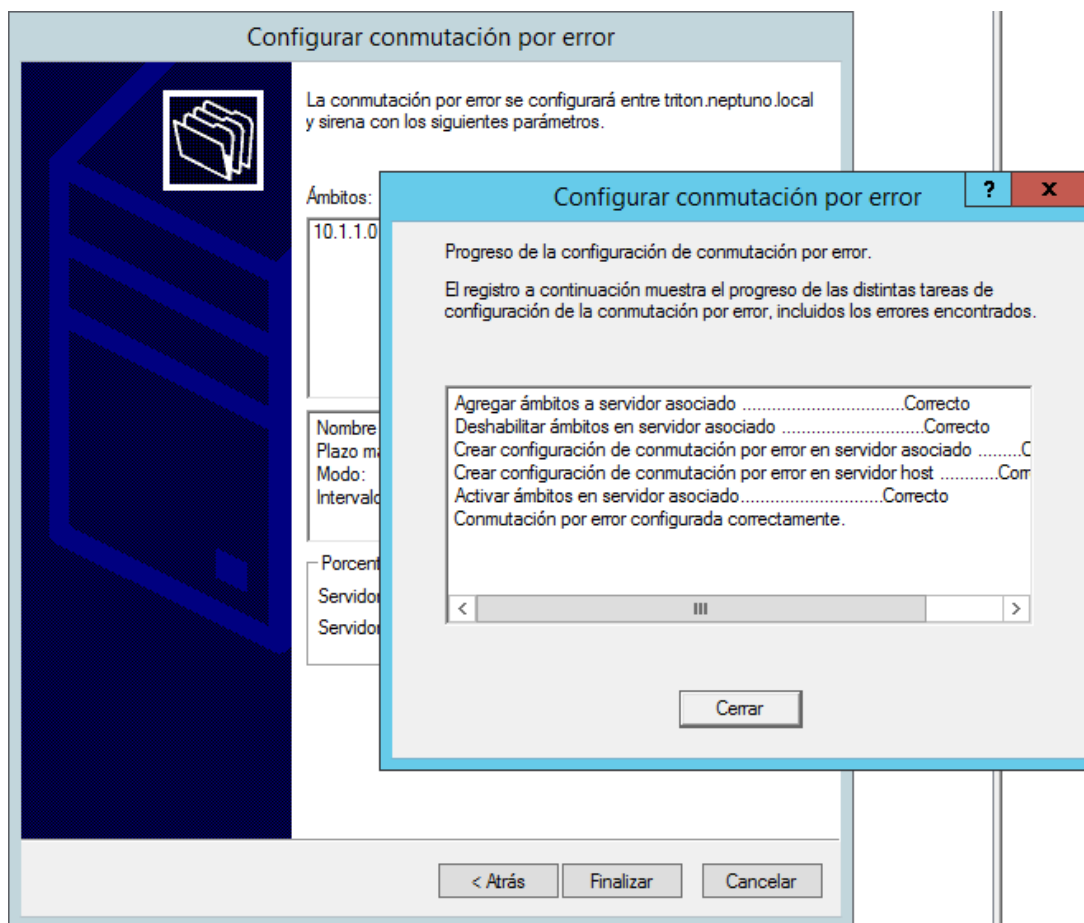 Configurar conmutación por error
La conmutación por error se configurará entre triton.neptuno.local
y sirena con los siguientes parámetros.
Ámbitos:
10.1.1.0
Nombre
Plazo
Modo:
Porcent
Servidor
Servidor
Configurar conmutación por error
?
x
Progreso de la configuración de conmutación por error.
El registro a continuación muestra el progreso de las distintas tareas de
configuración de la conmutación por error, incluidos los errores encontrados.
Agregar ámbitos a servidor asociado ................................Correcto
Deshabilitar ámbitos en servidor asociado ............................Correcto
Crear configuración de conmutación por error en servidor asociado .........C
Crear configuración de conmutación por error en servidor host ............Corr
Activar ámbitos en servidor asociado............................Correcto
Conmutación por error configurada correctamente.
Cerrar
< Atrás
Finalizar
Cancelar